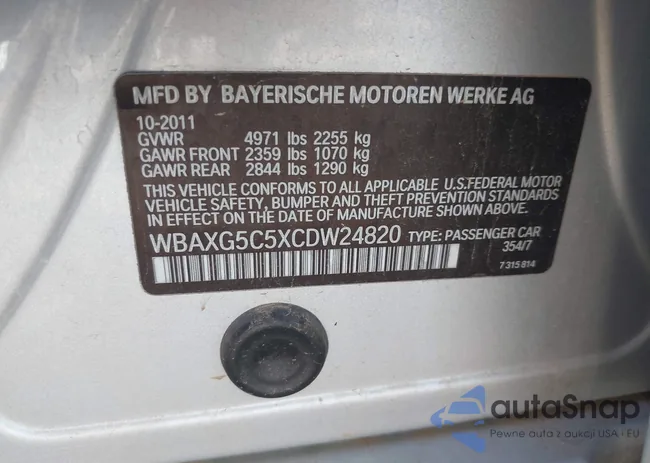 MFD BY BAYERISCHE MOTOREN WERKE AG
10-2011
GVWR 4971 lbs 2255 kg
GAWR FRONT 2359 lbs 1070 kg
GAWR REAR 2844 lbs 1290 kg
THIS VEHICLE CONFORMS TO ALL APPLICABLE U.S.FEDERAL MOTOR
VEHICLE SAFETY, BUMPER AND THEFT PREVENTION STANDARDS
IN EFFECT ON THE DATE OF MANUFACTURE SHOWN ABOVE.
WBAXG5C5XCDW24820 TYPE: PASSENGER CAR
354/7
7 315 814
autoSnap
Pewne auta z aukcji USA - EU